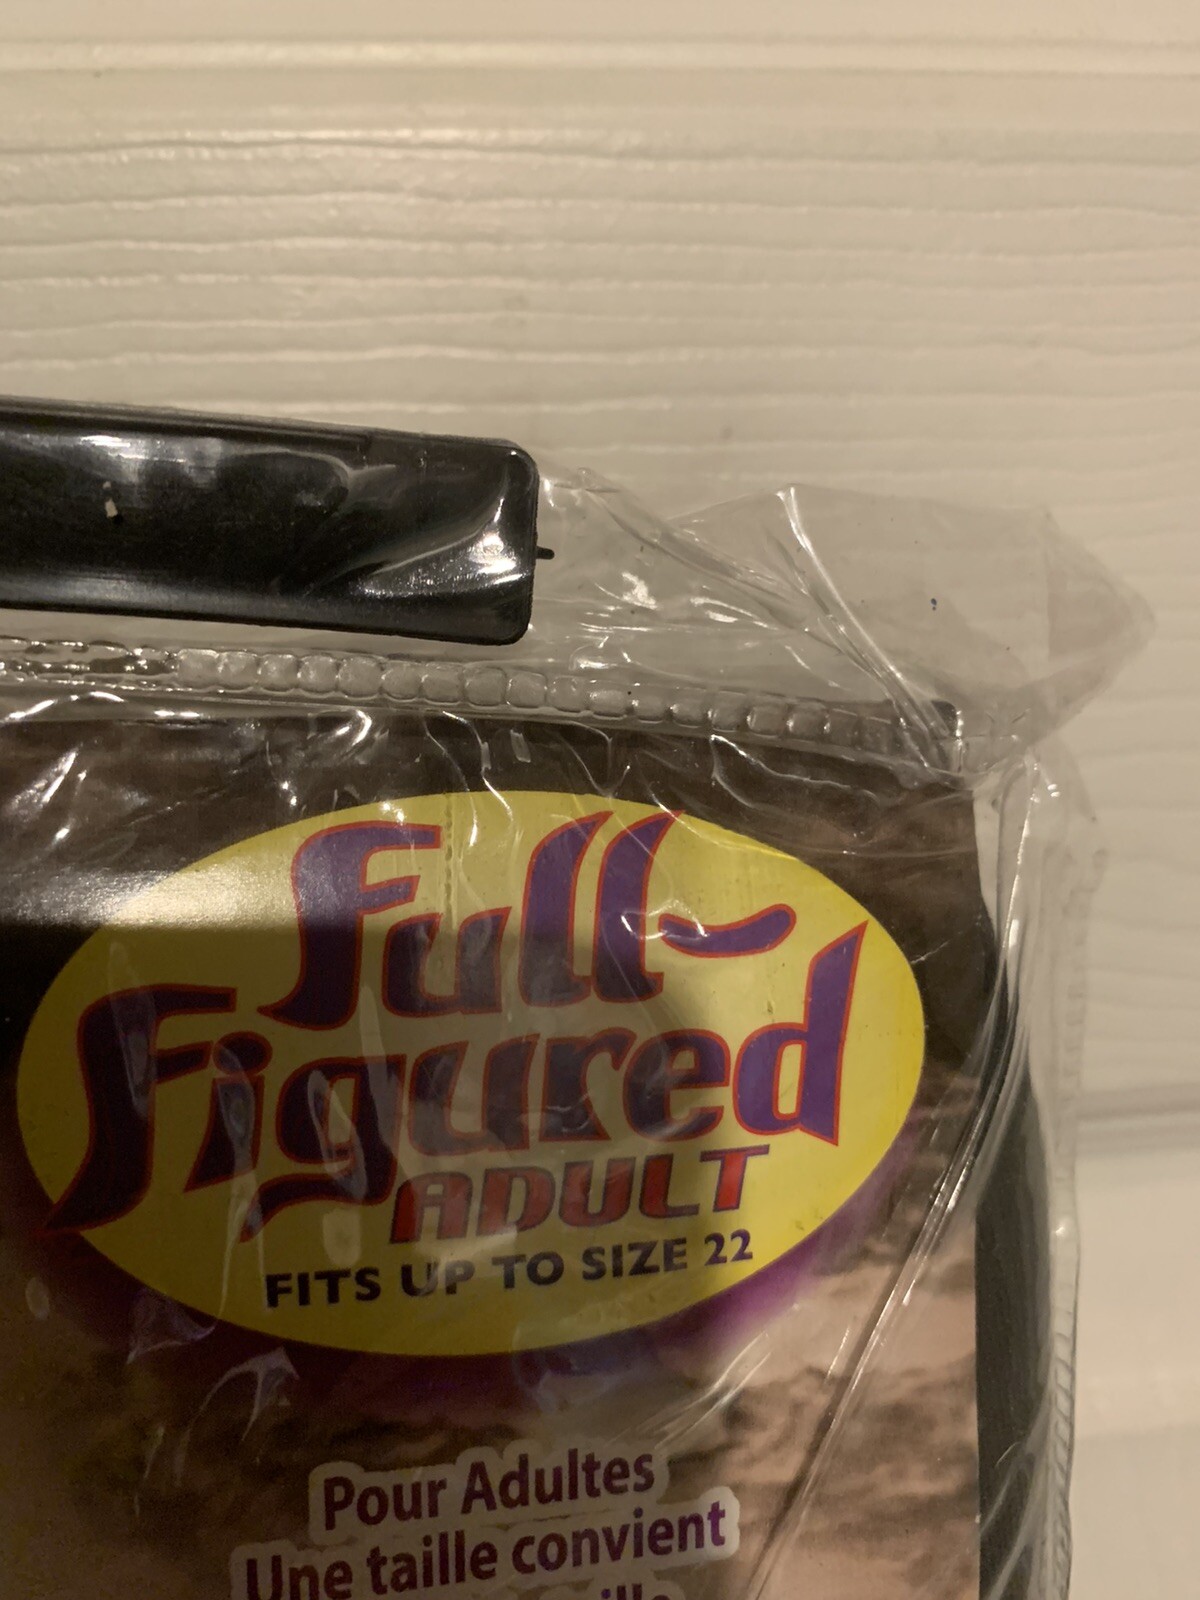 Full-
Figured
ADULT
FITS UP TO SIZE 22
Pour Adultes
Une taille convient